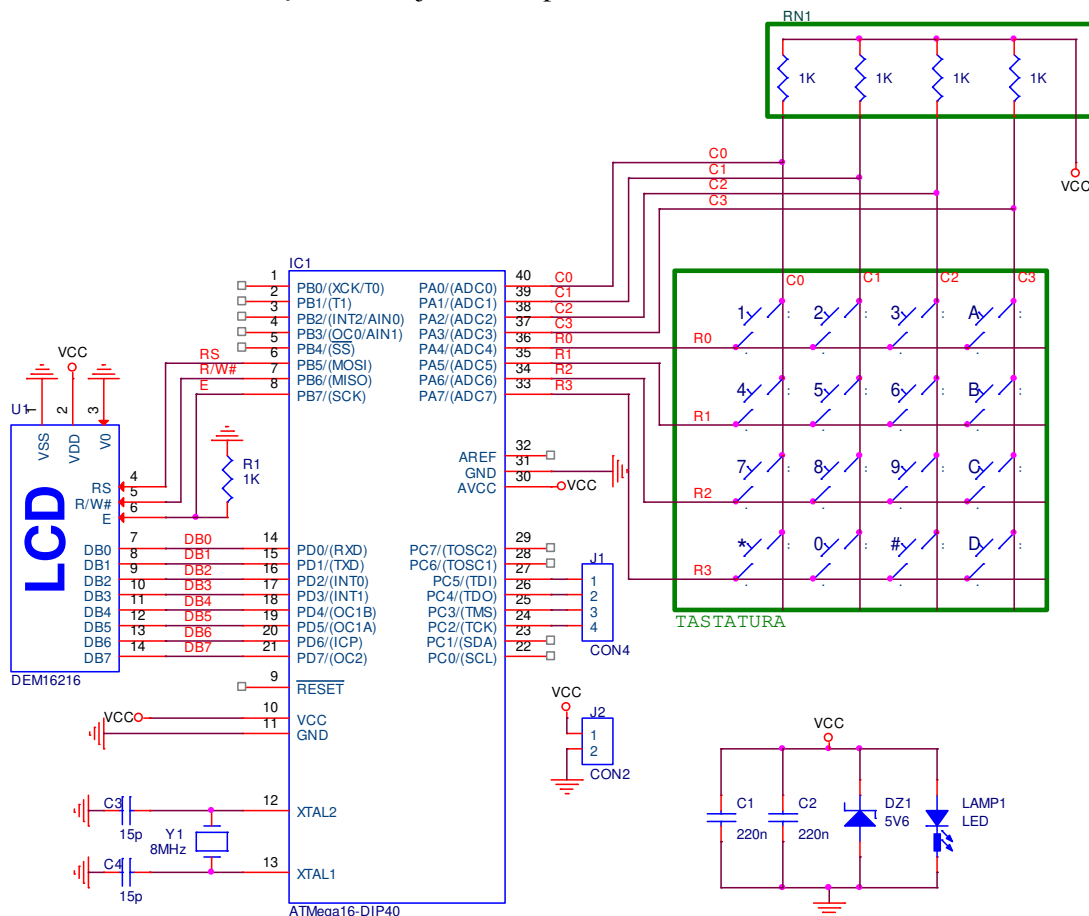 RN1
1K 1K 1K 1K
VCC
C0
C1
C2
C3
IC1
1 PB0/(XCK/T0) PA0/(ADC0) 40 C0
2 PB1/(T1) PA1/(ADC1) 39 C1
3 PB2/(INT2/AIN0) PA2/(ADC2) 38 C2
4 PB3/(OC0/AIN1) PA3/(ADC3) 37 C3
5 PB4/(SS) PA4/(ADC4) 36 R0
RS 6 PB5/(MOSI) PA5/(ADC5) 35 R1
R/W# 7 PB6/(MISO) PA6/(ADC6) 34 R2
E 8 PB7/(SCK) PA7/(ADC7) 33 R3
AREF 32
GND 31
AVCC 30 VCC
DB0 14 PD0/(RXD) PC7/(TOSC2) 29
DB1 15 PD1/(TXD) PC6/(TOSC1) 28
DB2 16 PD2/(INT0) PC5/(TDI) 27
DB3 17 PD3/(INT1) PC4/(TDO) 26
DB4 18 PD4/(OC1B) PC3/(TMS) 25
DB5 19 PD5/(OC1A) PC2/(TCK) 24
DB6 20 PD6/(ICP) PC1/(SDA) 23
DB7 21 PD7/(OC2) PC0/(SCL) 22
9 RESET
VCC 10 VCC
11 GND
12 XTAL2
13 XTAL1
ATMega16-DIP40
VCC
U1
1 2 3
VSS VDD V0
LCD
RS 4
R/W# 5
E 6
DB0 7
DB1 8
DB2 9
DB3 10
DB4 11
DB5 12
DB6 13
DB7 14
DEM16216
R1
1K
C3
15p
Y1
8MHz
C4
15p
J1
1
2
3
4
CON4
VCC
J2
1
2
CON2
C0 C1 C2 C3
1 2 3 A
R0
4 5 6 B
R1
7 8 9 C
R2
* 0 # D
R3
TASTATURA
VCC
C1
220n
C2
220n
DZ1
5V6
LAMP1
LED